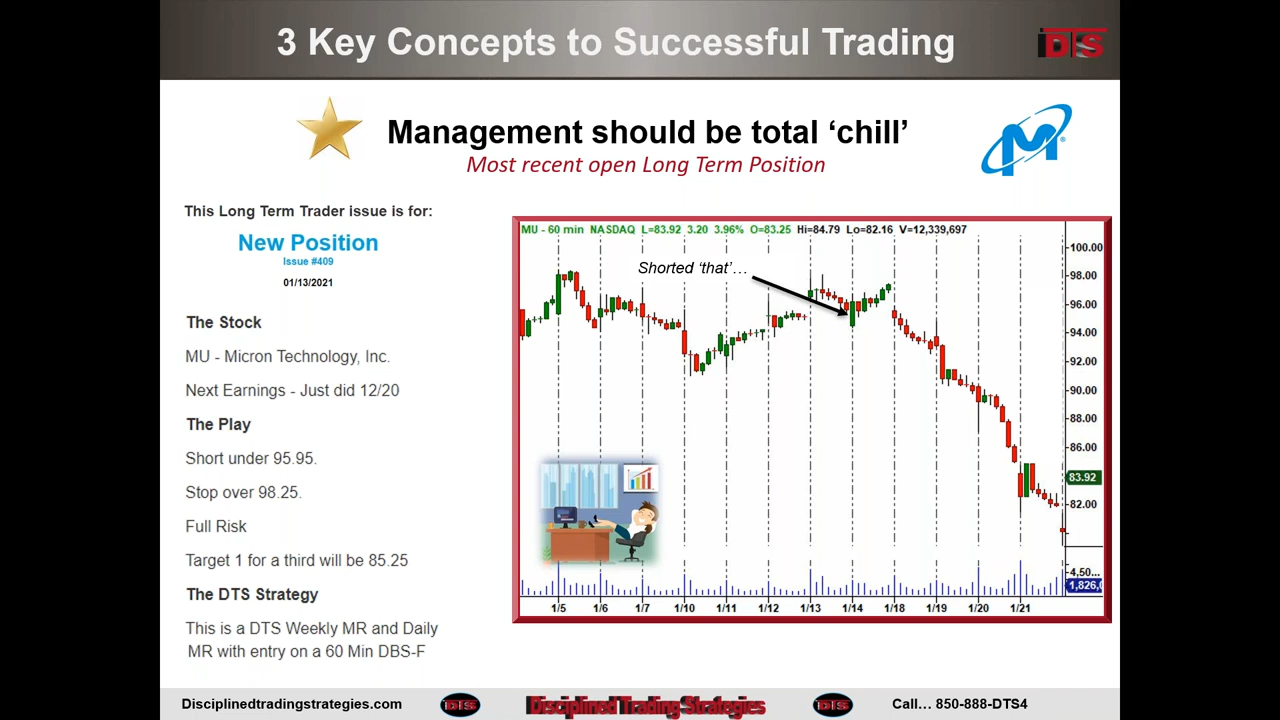 3 Key Concepts to Successful Trading
DTS
Management should be total ‘chill’
Most recent open Long Term Position
This Long Term Trader issue is for:
New Position
Issue #409
01/13/2021
The Stock
MU - Micron Technology, Inc.
Next Earnings - Just did 12/20
The Play
Short under 95.95.
Stop over 98.25.
Full Risk
Target 1 for a third will be 85.25
The DTS Strategy
This is a DTS Weekly MR and Daily
MR with entry on a 60 Min DBS-F
MU - 60 min NASDAQ L=83.92 3.20 3.96% O=83.25 Hi=84.79 Lo=82.16 V=12,339,697
Shorted ‘that’…
100.00
98.00
96.00
94.00
92.00
90.00
88.00
86.00
83.92
82.00
4,50...
1,826,0
1/5 1/6 1/7 1/10 1/11 1/12 1/13 1/14 1/18 1/19 1/20 1/21
Disciplinedtradingstrategies.com
DTS
Disciplined Trading Strategies
DTS
Call… 850-888-DTS4